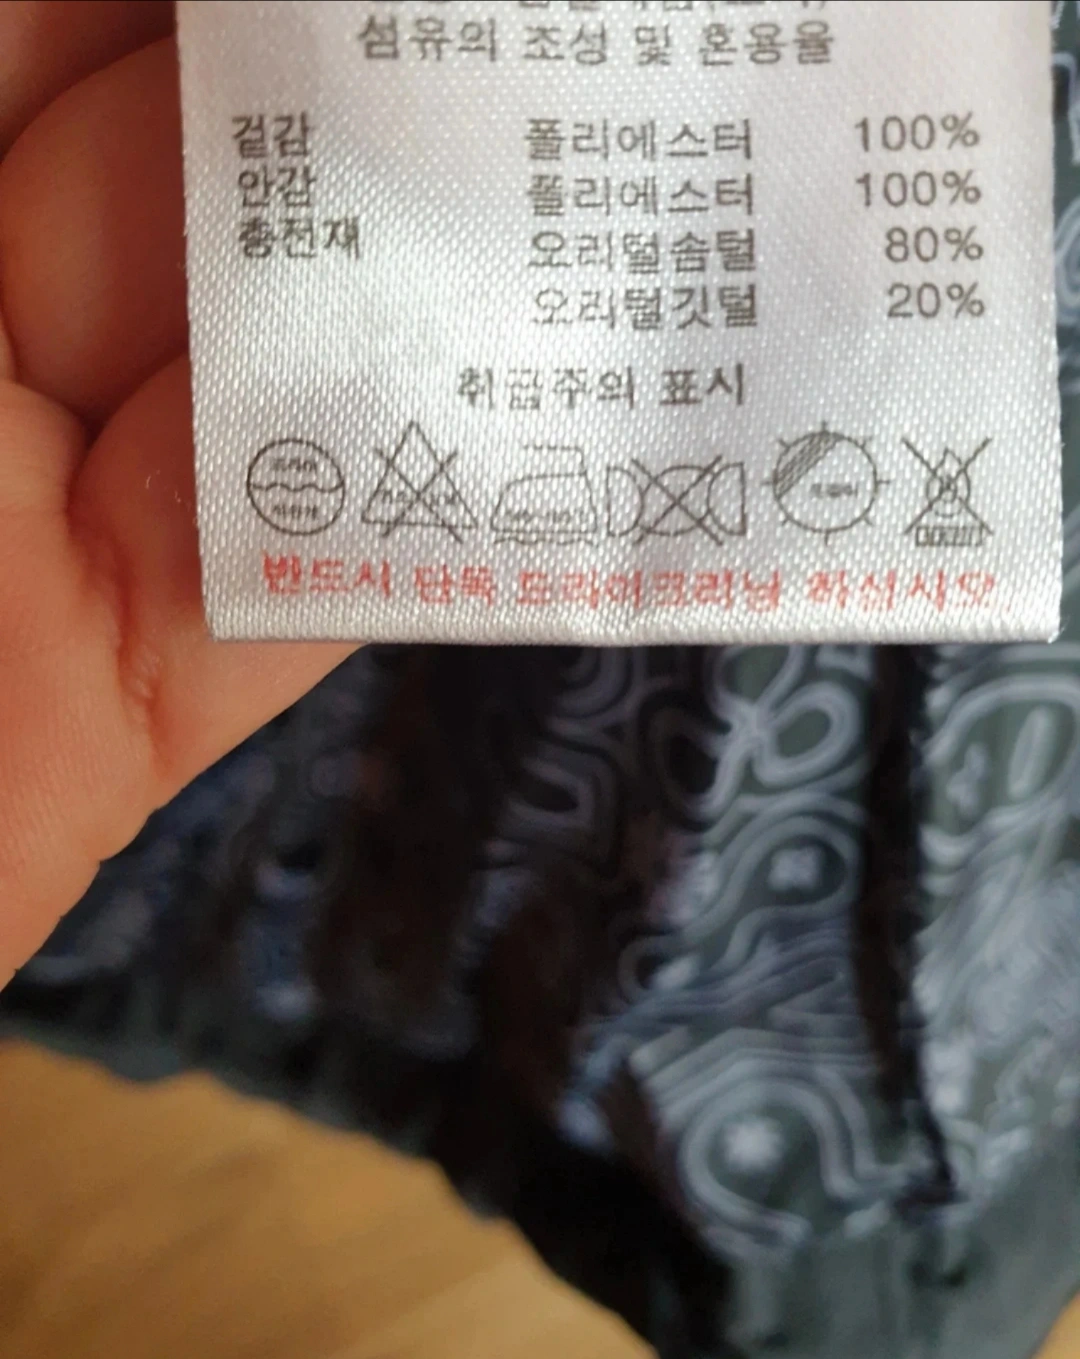 섬유의 조성 및 혼용율
겉감 폴리에스터 100%
안감 폴리에스터 100%
충전재 오리털솜털 80%
오리털깃털 20%
취급주의 표시
드라이
반드시 단독 드라이크리닝 하십시오